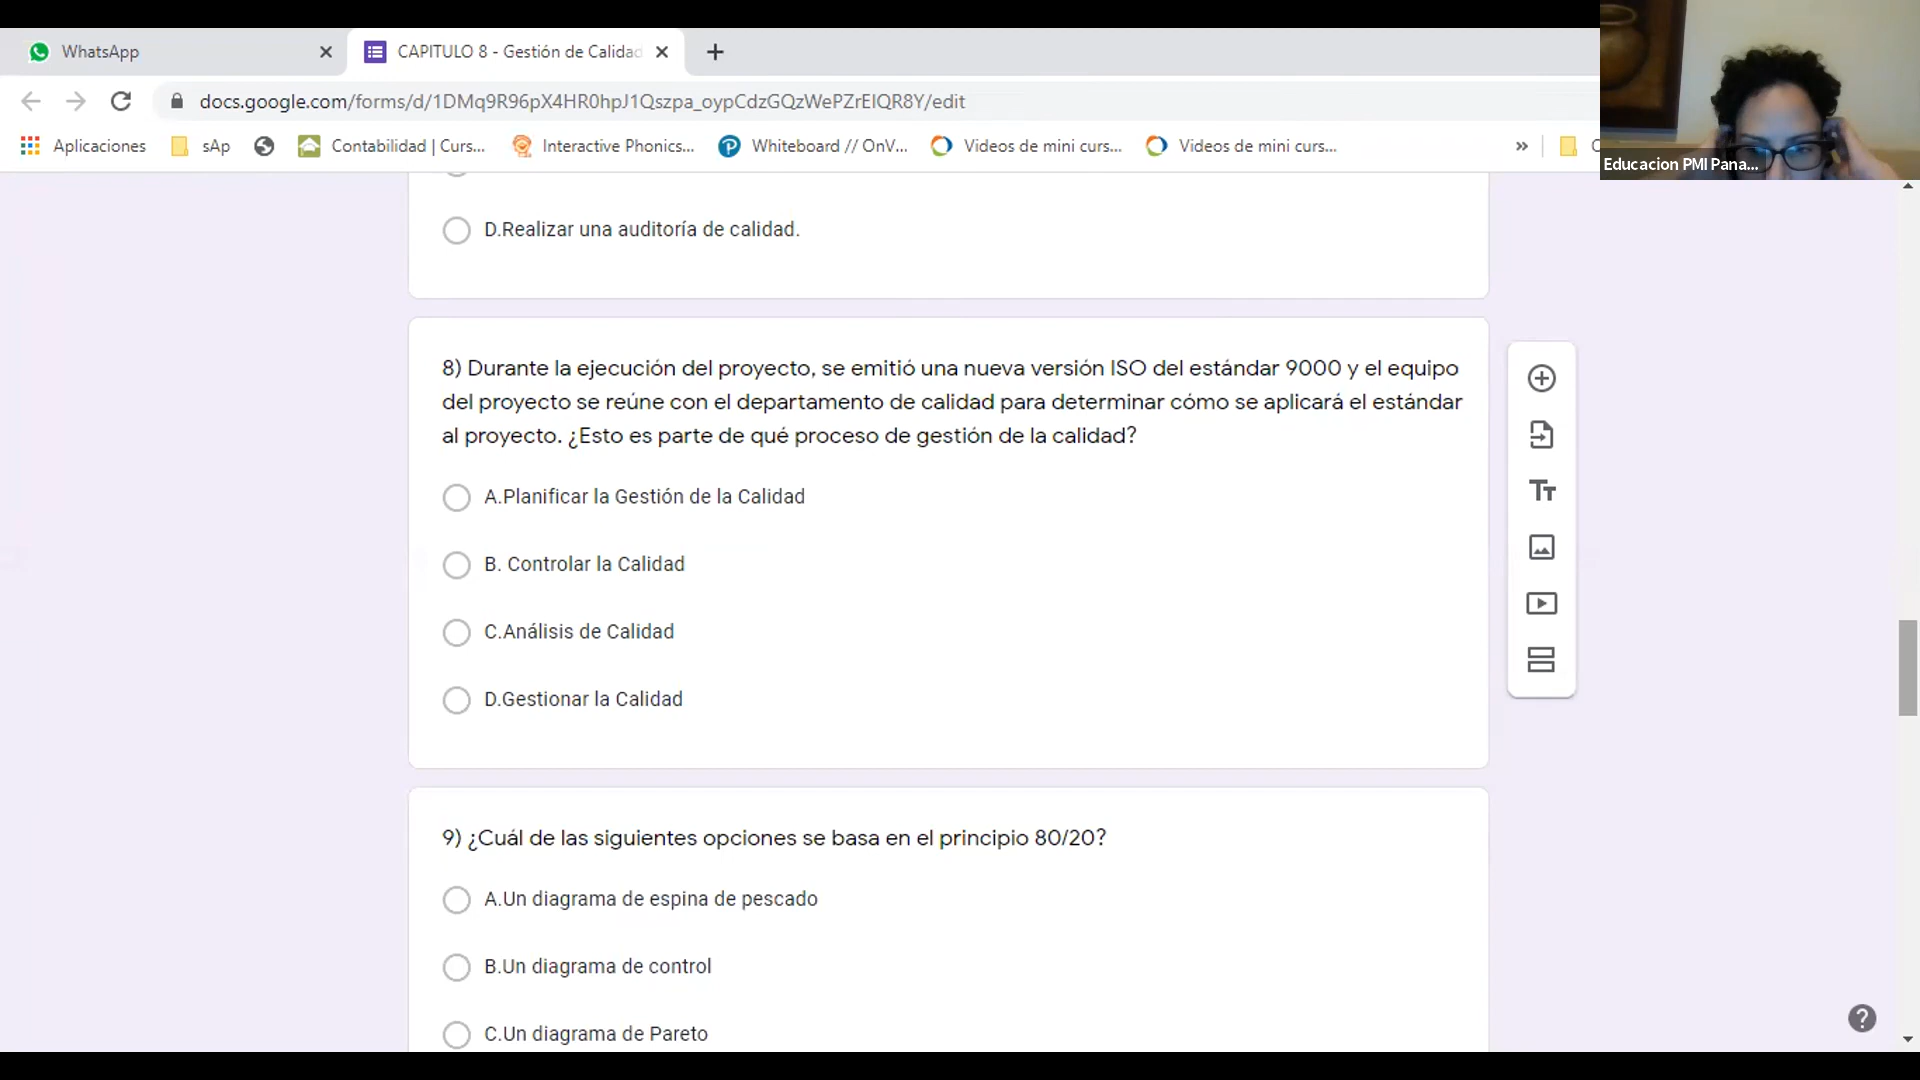 WhatsApp
CAPITULO 8 - Gestión de Calidad
docs.google.com/forms/d/1DMq9R96pX4HR0hpJ1Qszpa_oypCdzGQzWePZrEIQR8Y/edit
Aplicaciones sAp Contabilidad | Curs... Interactive Phonics... Whiteboard // OnV... Videos de mini curs... Videos de mini curs... »
Educacion PMI Pana...
D.Realizar una auditoría de calidad.
8) Durante la ejecución del proyecto, se emitió una nueva versión ISO del estándar 9000 y el equipo
del proyecto se reúne con el departamento de calidad para determinar cómo se aplicará el estándar
al proyecto. ¿Esto es parte de qué proceso de gestión de la calidad?
A.Planificar la Gestión de la Calidad
B. Controlar la Calidad
C.Análisis de Calidad
D.Gestionar la Calidad
9) ¿Cuál de las siguientes opciones se basa en el principio 80/20?
A.Un diagrama de espina de pescado
B.Un diagrama de control
C.Un diagrama de Pareto